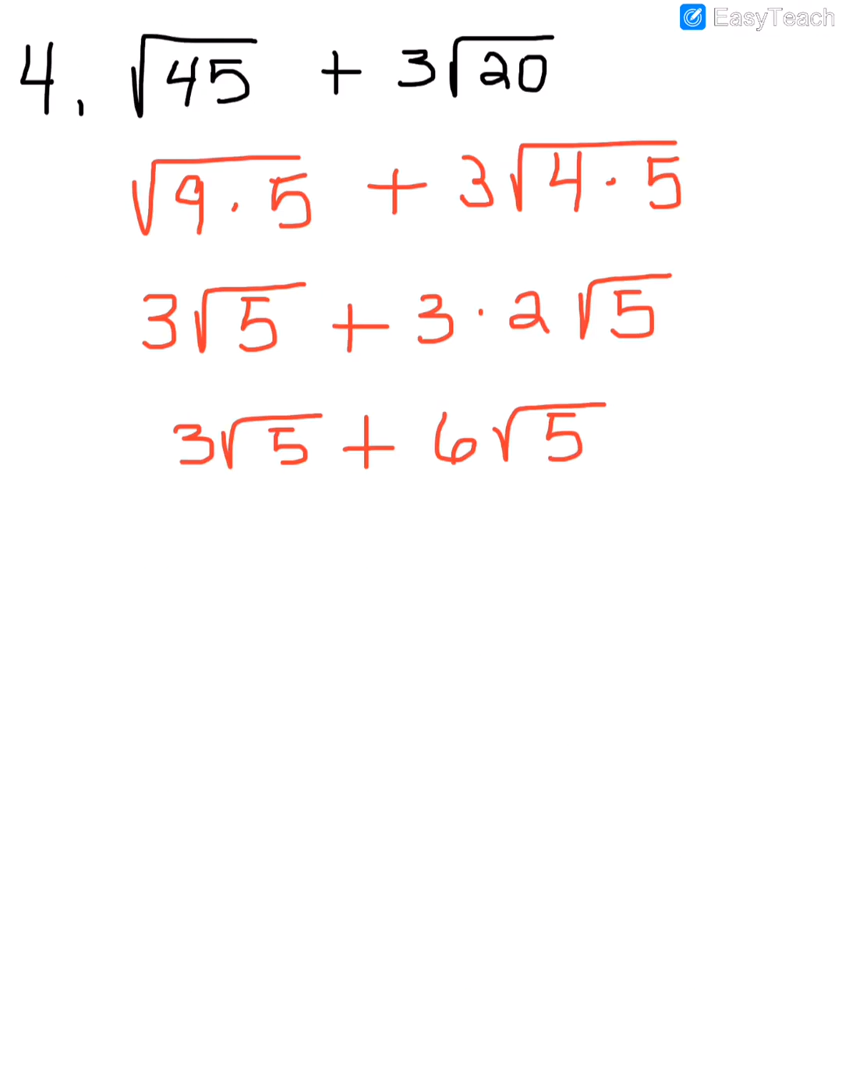 EasyTeach
4. √45 + 3√20
√9·5 + 3√4·5
3√5 + 3·2√5
3√5 + 6√5